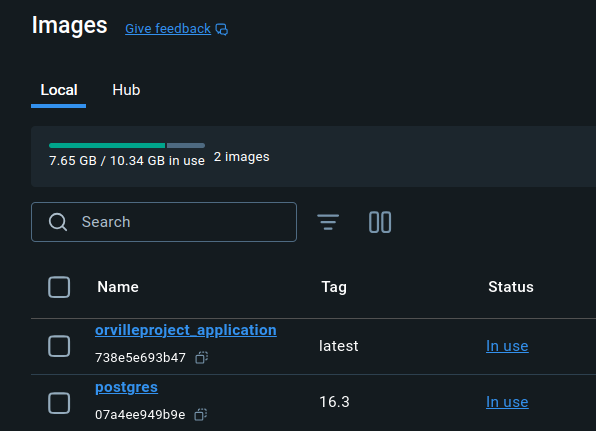 Images Give feedback
Local Hub
7.65 GB / 10.34 GB in use 2 images
Search
Name Tag Status
orvilleproject_application
738e5e693b47 latest In use
postgres
07a4ee949b9e 16.3 In use